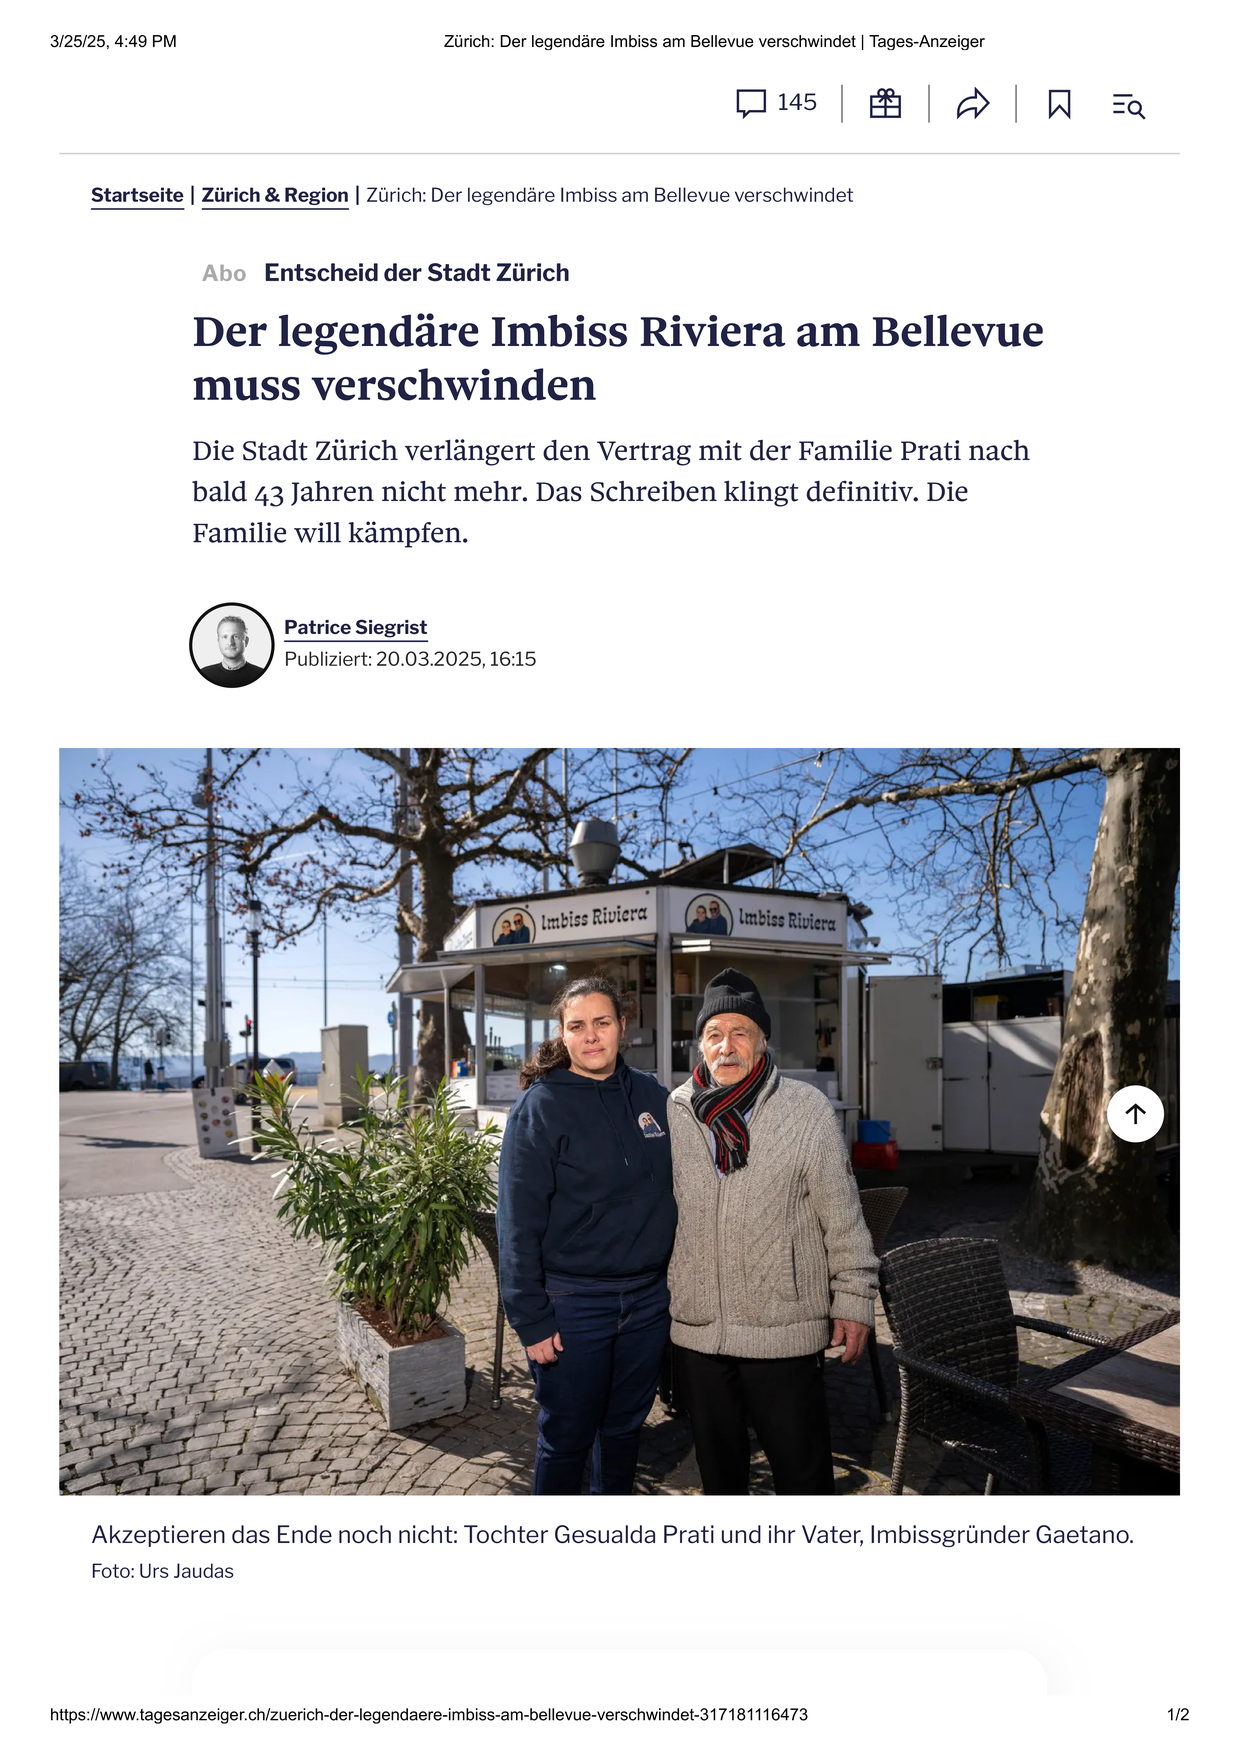 3/25/25, 4:49 PM
Zürich: Der legendäre Imbiss am Bellevue verschwindet | Tages-Anzeiger
145
Startseite | Zürich & Region | Zürich: Der legendäre Imbiss am Bellevue verschwindet
Abo Entscheid der Stadt Zürich
Der legendäre Imbiss Riviera am Bellevue
muss verschwinden
Die Stadt Zürich verlängert den Vertrag mit der Familie Prati nach
bald 43 Jahren nicht mehr. Das Schreiben klingt definitiv. Die
Familie will kämpfen.
Patrice Siegrist
Publiziert: 20.03.2025, 16:15
Imbiss Riviera
Imbiss Riviera
Akzeptieren das Ende noch nicht: Tochter Gesualda Prati und ihr Vater, Imbissgründer Gaetano.
Foto: Urs Jaudas
https://www.tagesanzeiger.ch/zuerich-der-legendaere-imbiss-am-bellevue-verschwindet-317181116473
1/2